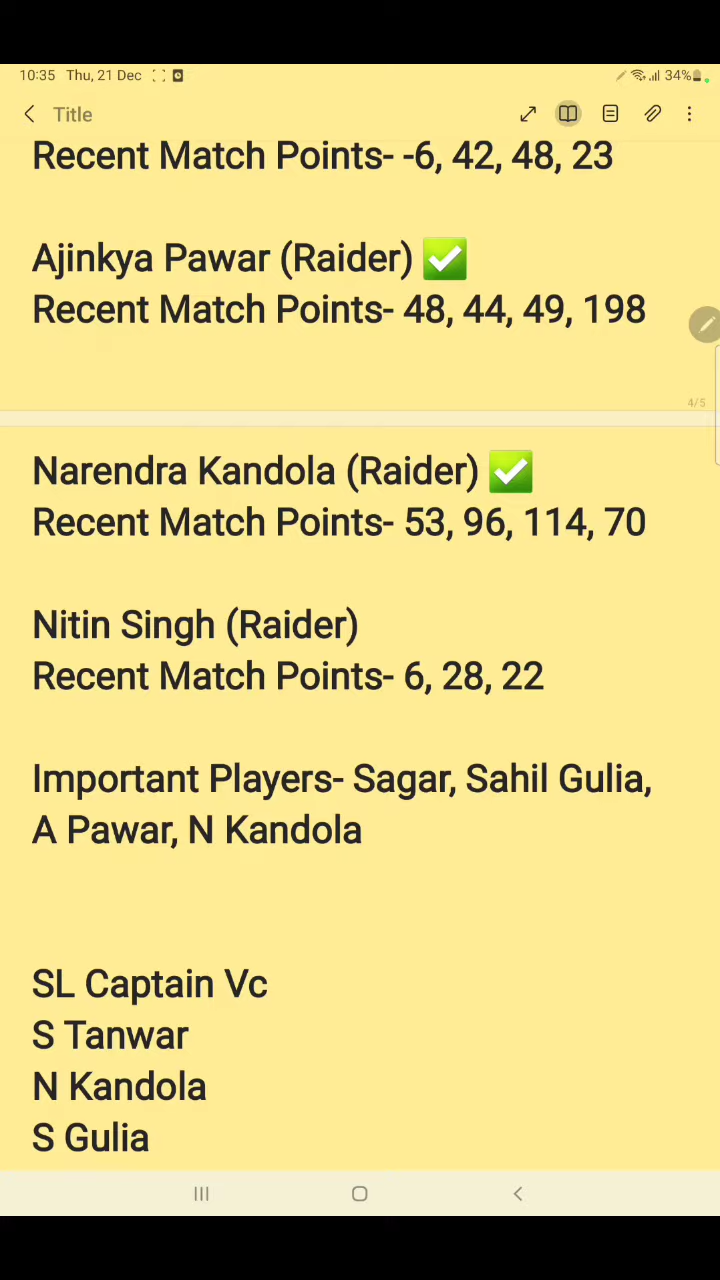 10:35 Thu, 21 Dec 34%
Title
Recent Match Points- -6, 42, 48, 23
Ajinkya Pawar (Raider) ✅
Recent Match Points- 48, 44, 49, 198
4/5
Narendra Kandola (Raider) ✅
Recent Match Points- 53, 96, 114, 70
Nitin Singh (Raider)
Recent Match Points- 6, 28, 22
Important Players- Sagar, Sahil Gulia,
A Pawar, N Kandola
SL Captain Vc
S Tanwar
N Kandola
S Gulia